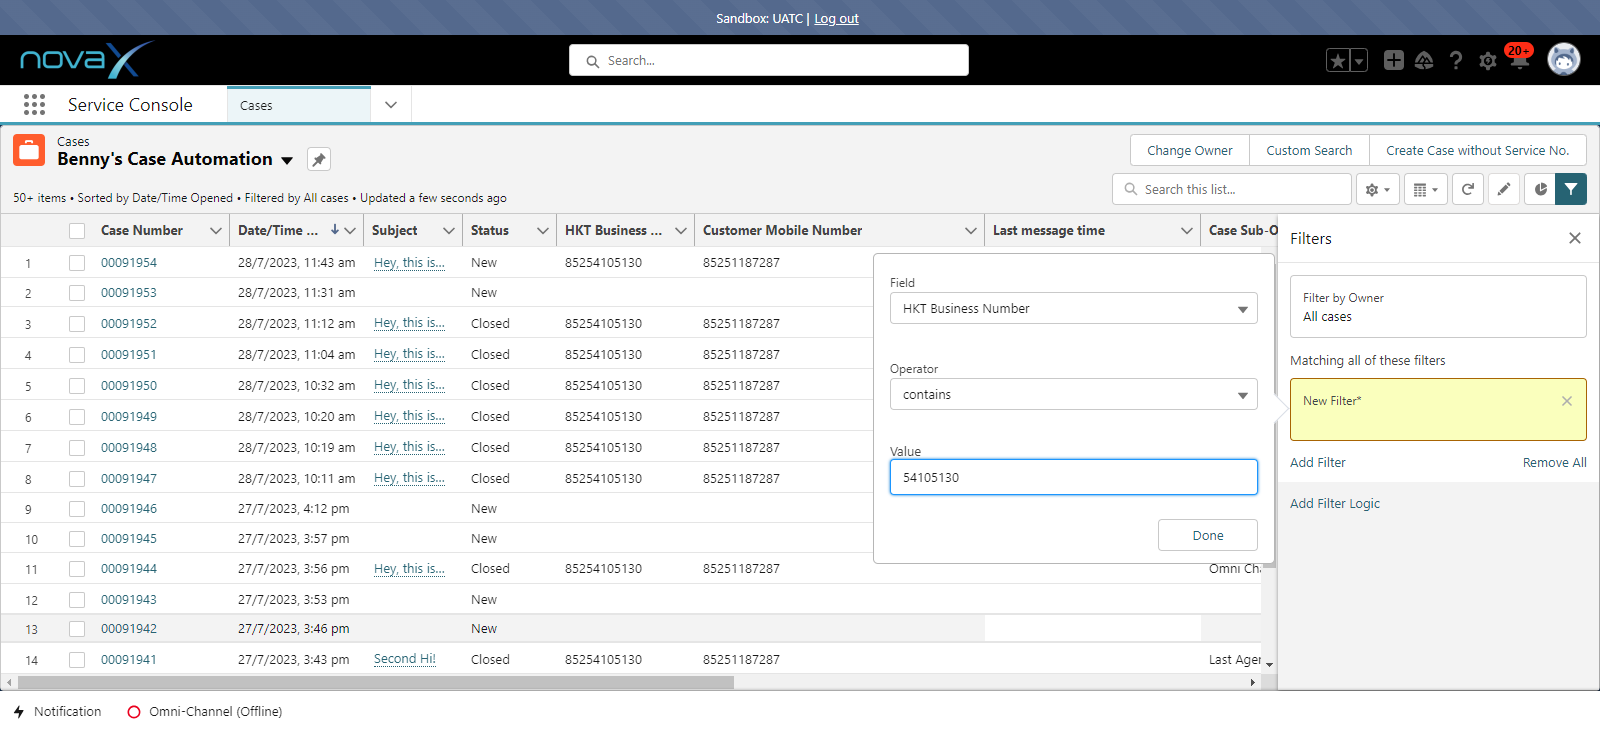 Sandbox: UATC | Log out
novaX
Search...
20+
Service Console
Cases
Cases
Benny's Case Automation
Change Owner
Custom Search
Create Case without Service No.
50+ items • Sorted by Date/Time Opened • Filtered by All cases • Updated a few seconds ago
Search this list...
Case Number Date/Time ... Subject Status HKT Business ... Customer Mobile Number Last message time Case Sub-O
1 00091954 28/7/2023, 11:43 am Hey, this is... New 85254105130 85251187287
2 00091953 28/7/2023, 11:31 am New
3 00091952 28/7/2023, 11:12 am Hey, this is... Closed 85254105130 85251187287
4 00091951 28/7/2023, 11:04 am Hey, this is... Closed 85254105130 85251187287
5 00091950 28/7/2023, 10:32 am Hey, this is... Closed 85254105130 85251187287
6 00091949 28/7/2023, 10:20 am Hey, this is... Closed 85254105130 85251187287
7 00091948 28/7/2023, 10:19 am Hey, this is... Closed 85254105130 85251187287
8 00091947 28/7/2023, 10:11 am Hey, this is... Closed 85254105130 85251187287
9 00091946 27/7/2023, 4:12 pm New
10 00091945 27/7/2023, 3:57 pm New
11 00091944 27/7/2023, 3:56 pm Hey, this is... Closed 85254105130 85251187287 Omni Cha
12 00091943 27/7/2023, 3:53 pm New
13 00091942 27/7/2023, 3:46 pm New
14 00091941 27/7/2023, 3:43 pm Second Hi! Closed 85254105130 85251187287 Last Agen
Field
HKT Business Number
Operator
contains
Value
54105130
Done
Filters
Filter by Owner
All cases
Matching all of these filters
New Filter*
Add Filter
Remove All
Add Filter Logic
Notification
Omni-Channel (Offline)